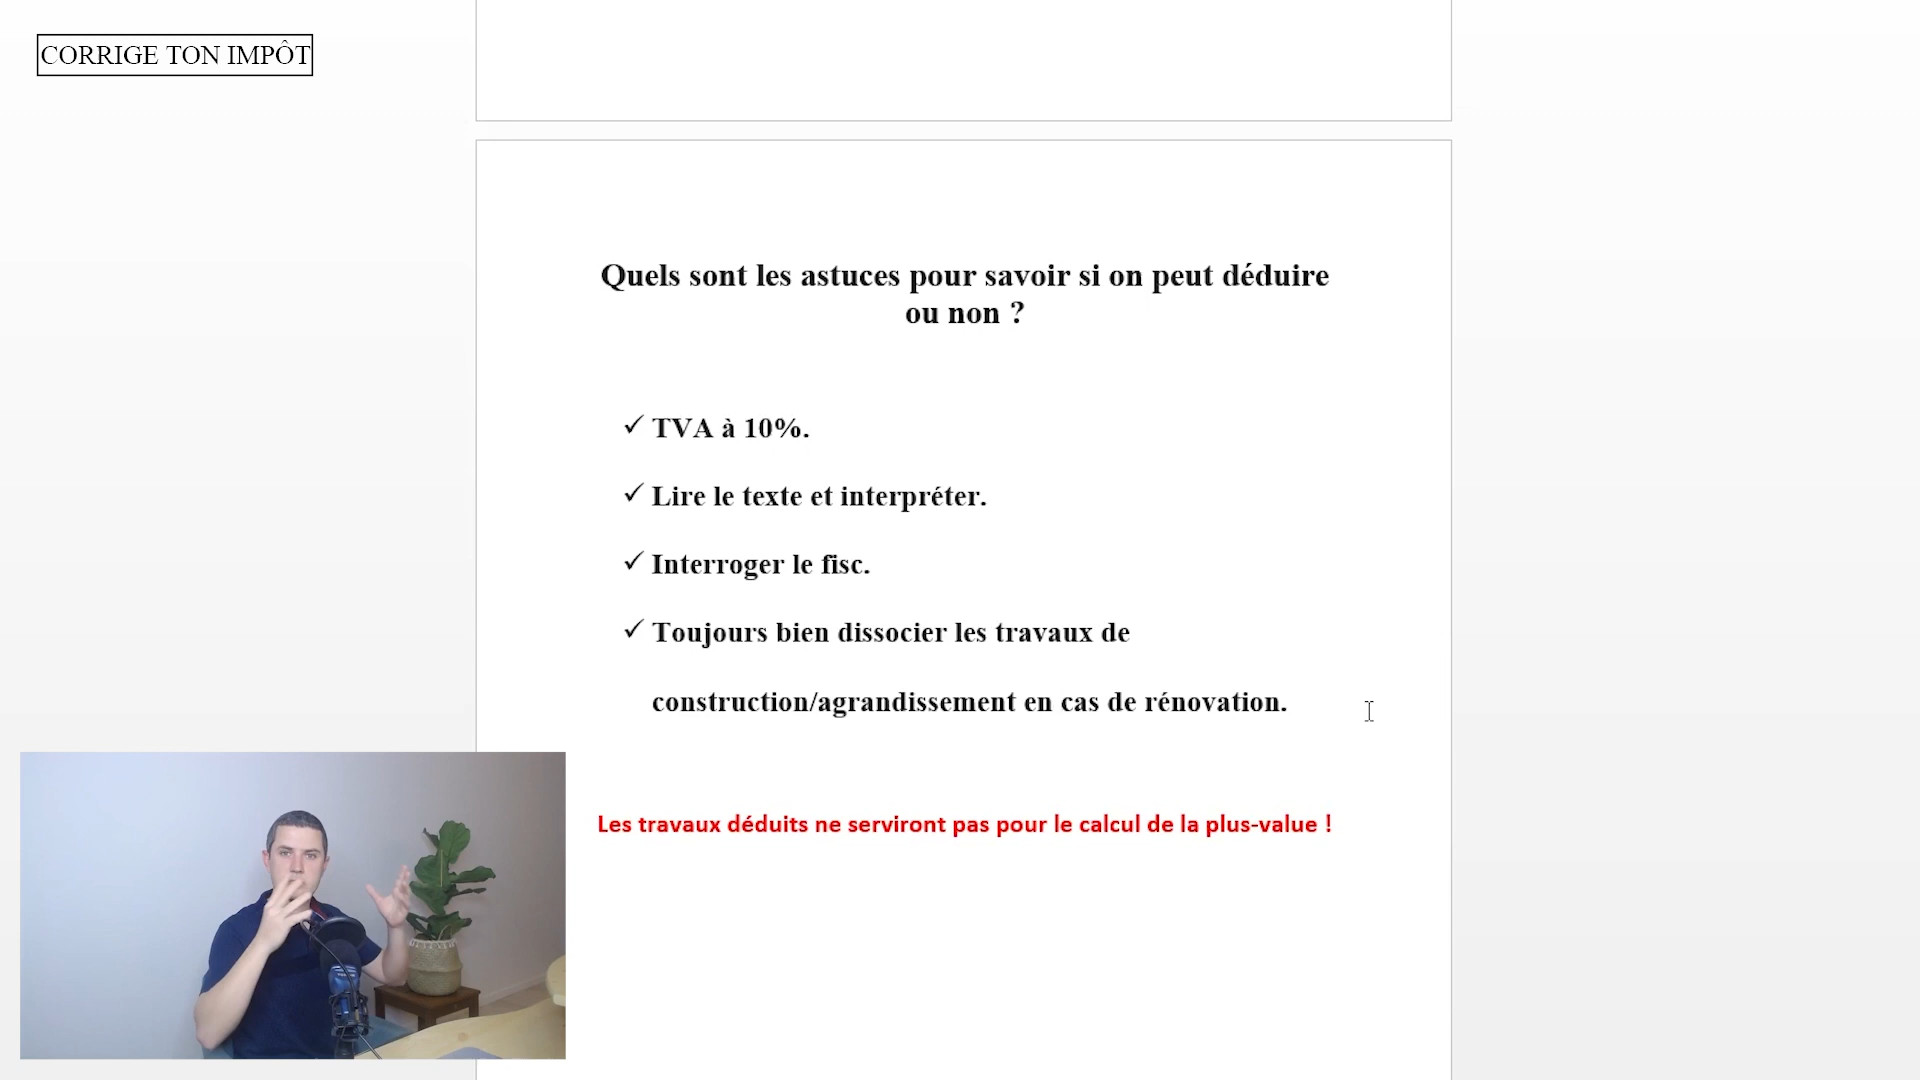 CORRIGE TON IMPÔT
Quels sont les astuces pour savoir si on peut déduire
ou non ?
✓ TVA à 10%.
✓ Lire le texte et interpréter.
✓ Interroger le fisc.
✓ Toujours bien dissocier les travaux de
construction/agrandissement en cas de rénovation.
Les travaux déduits ne serviront pas pour le calcul de la plus-value !